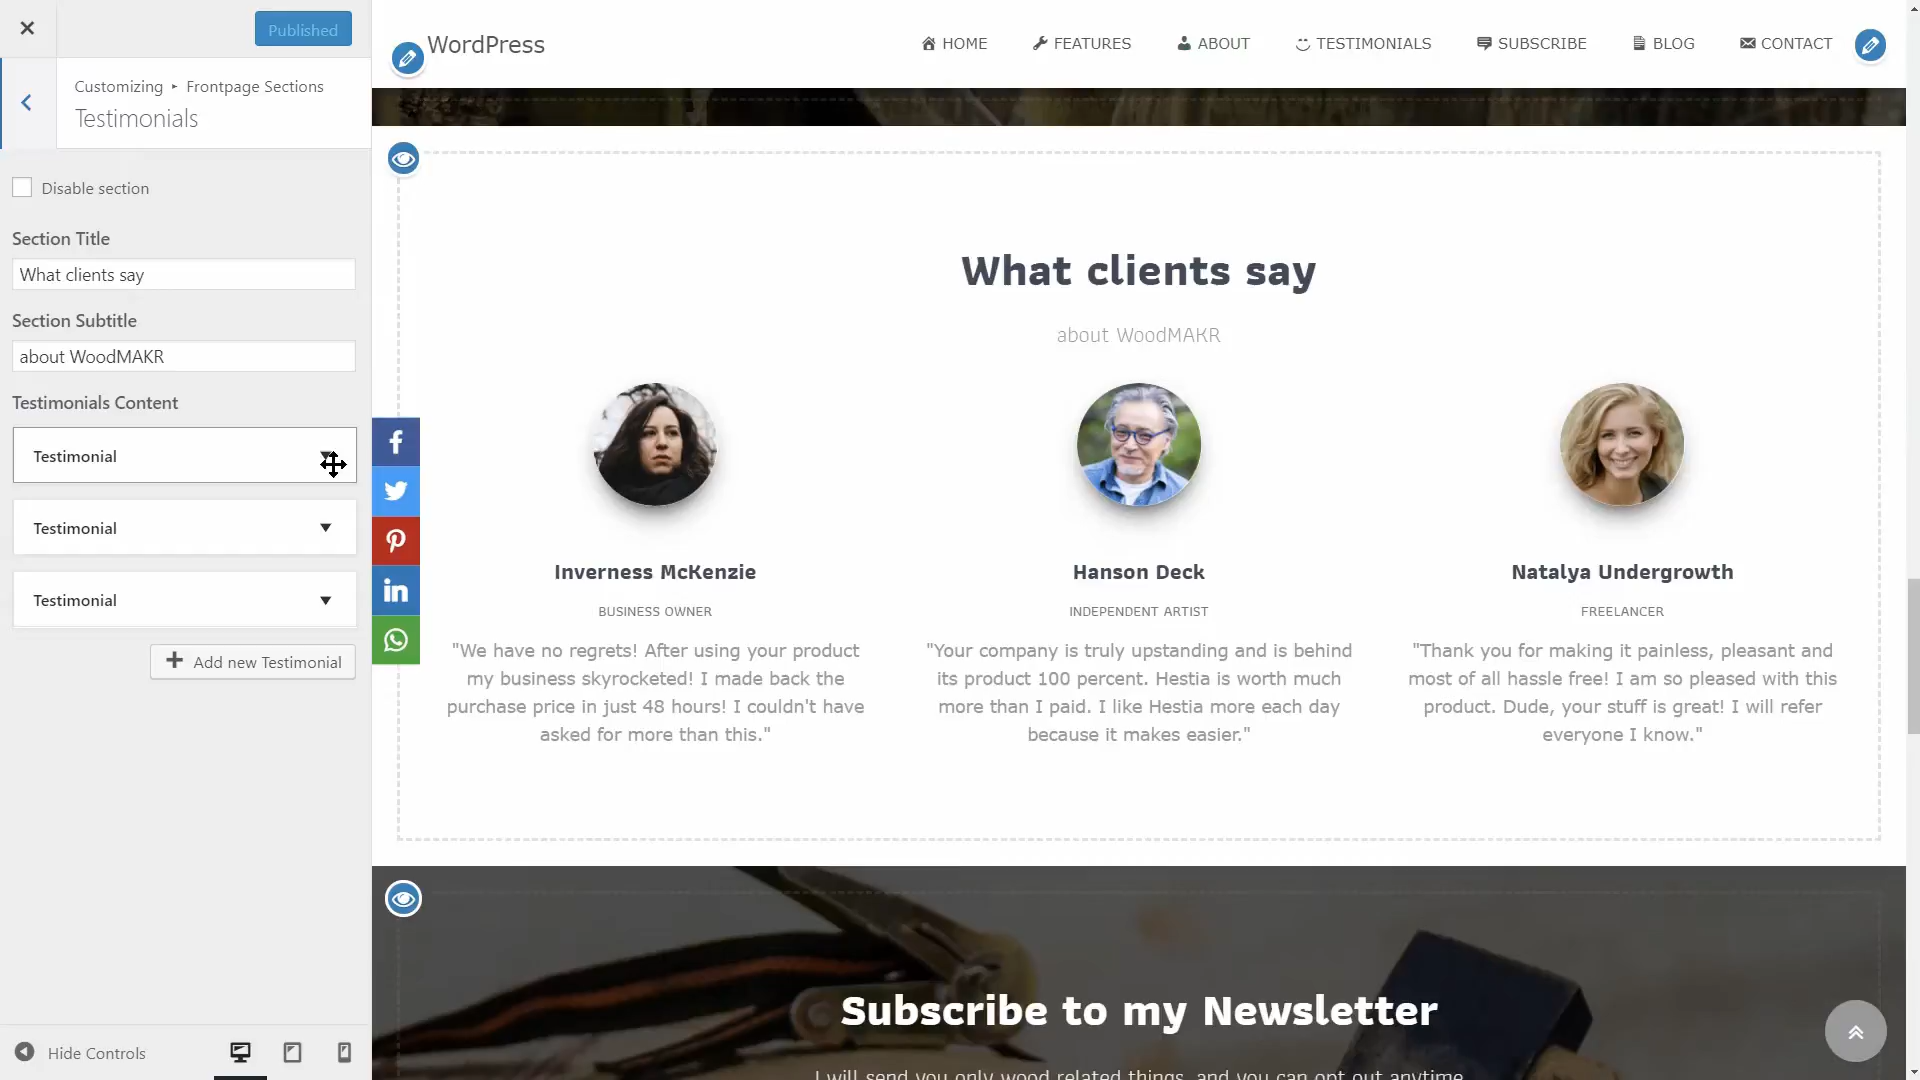 Published
Customizing ▸ Frontpage Sections
Testimonials
Disable section
Section Title
What clients say
Section Subtitle
about WoodMAKR
Testimonials Content
Testimonial
Testimonial
Testimonial
Add new Testimonial
Hide Controls
WordPress
HOME
FEATURES
ABOUT
TESTIMONIALS
SUBSCRIBE
BLOG
CONTACT
What clients say
about WoodMAKR
Inverness McKenzie
BUSINESS OWNER
"We have no regrets! After using your product
my business skyrocketed! I made back the
purchase price in just 48 hours! I couldn't have
asked for more than this."
Hanson Deck
INDEPENDENT ARTIST
"Your company is truly upstanding and is behind
its product 100 percent. Hestia is worth much
more than I paid. I like Hestia more each day
because it makes easier."
Natalya Undergrowth
FREELANCER
"Thank you for making it painless, pleasant and
most of all hassle free! I am so pleased with this
product. Dude, your stuff is great! I will refer
everyone I know."
Subscribe to my Newsletter
I will send you only wood related things, and you can opt out anytime